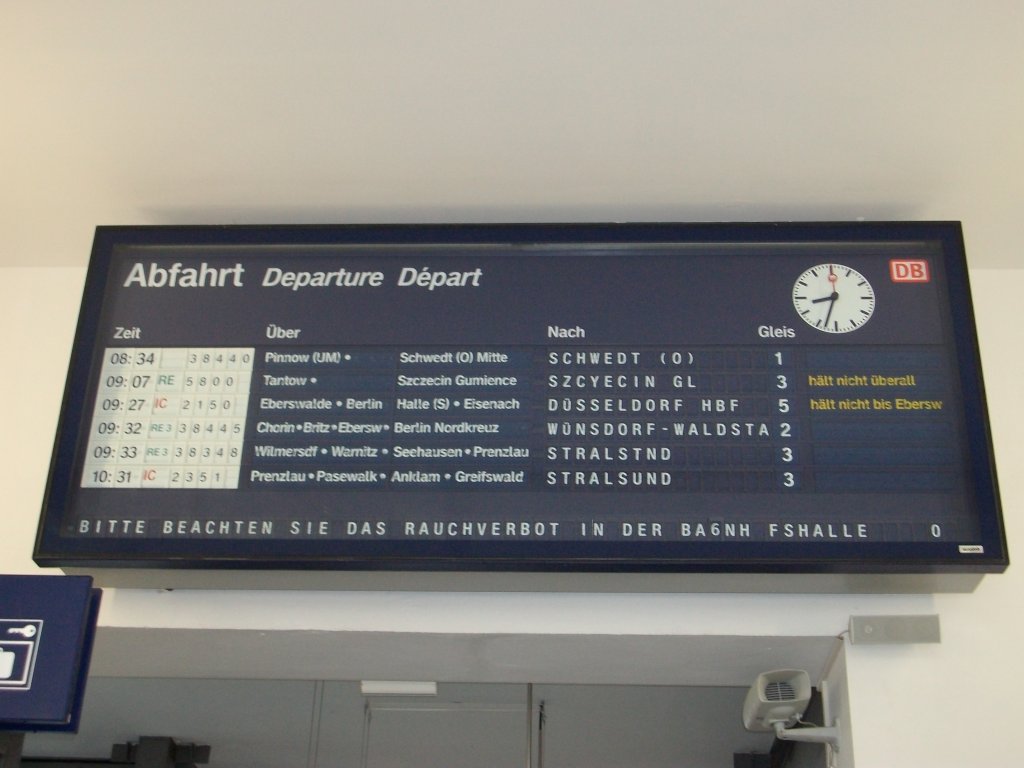 Abfahrt Departure Départ DB
Zeit Über Nach Gleis
08:34 38440 Pinnow (UM) • Schwedt (O) Mitte SCHWEDT (O) 1
09:07 RE 5800 Tantow • Szczecin Gumience SZCYECIN GL 3 hält nicht überall
09:27 IC 2150 Eberswalde • Berlin Halle (S) • Eisenach DÜSSELDORF HBF 5 hält nicht bis Ebersw
09:32 RE3 38445 Chorin•Britz•Ebersw• Berlin Nordkreuz WÜNSDORF-WALDSTA 2
09:33 RE3 38348 Wilmersdf • Warnitz • Seehausen • Prenzlau STRALSTND 3
10:31 IC 2351 Prenzlau • Pasewalk • Anklam • Greifswald STRALSUND 3
BITTE BEACHTEN SIE DAS RAUCHVERBOT IN DER BA6NH FSHALLE 0